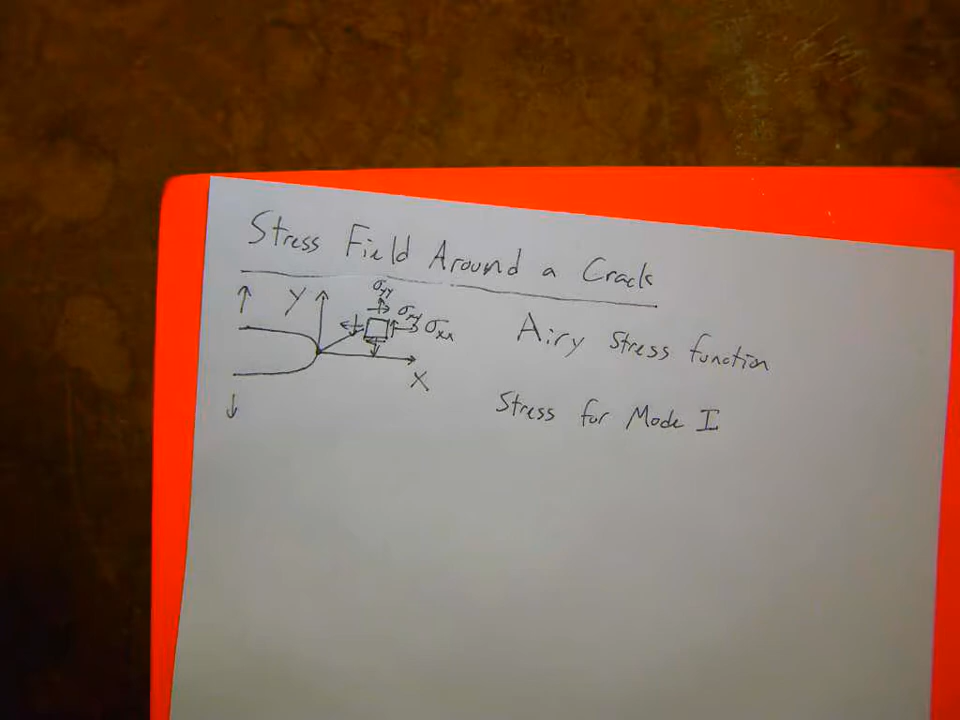 Stress Field Around a Crack
σyy
Y σxy σxx
X
Airy Stress function
Stress for Mode I